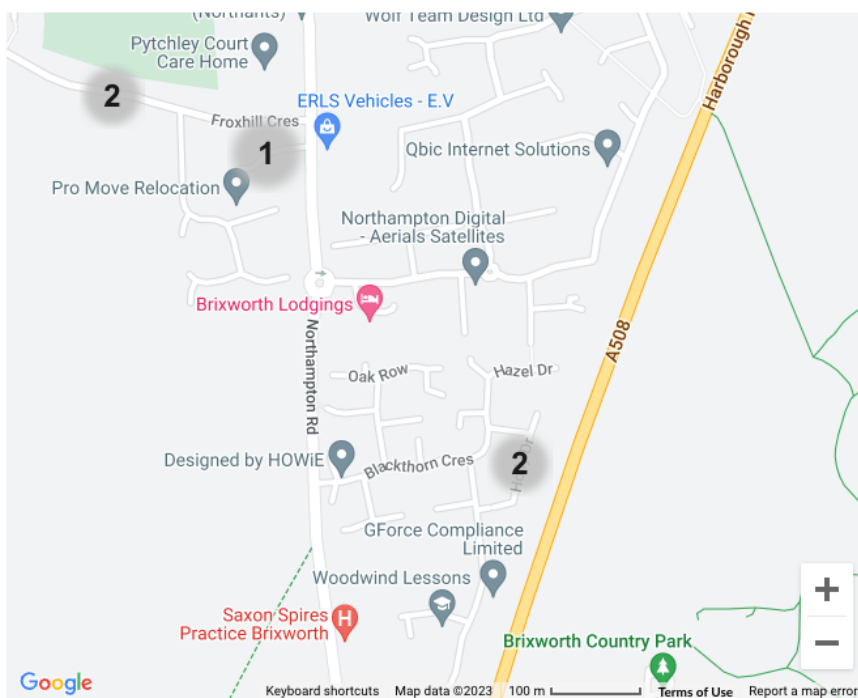 (Northants)
Wolf Team Design Ltd
Pytchley Court
Care Home
2
Froxhill Cres
ERLS Vehicles - E.V
1
Qbic Internet Solutions
Harborough
Pro Move Relocation
Northampton Digital
- Aerials Satellites
Brixworth Lodgings
Northampton Rd
A508
Oak Row
Hazel Dr
Designed by HOWiE
Blackthorn Cres
2
Dr
GForce Compliance
Limited
Woodwind Lessons
Saxon Spires
Practice Brixworth
H
Brixworth Country Park
+
−
Google
Keyboard shortcuts
Map data ©2023
100 m
Terms of Use
Report a map error